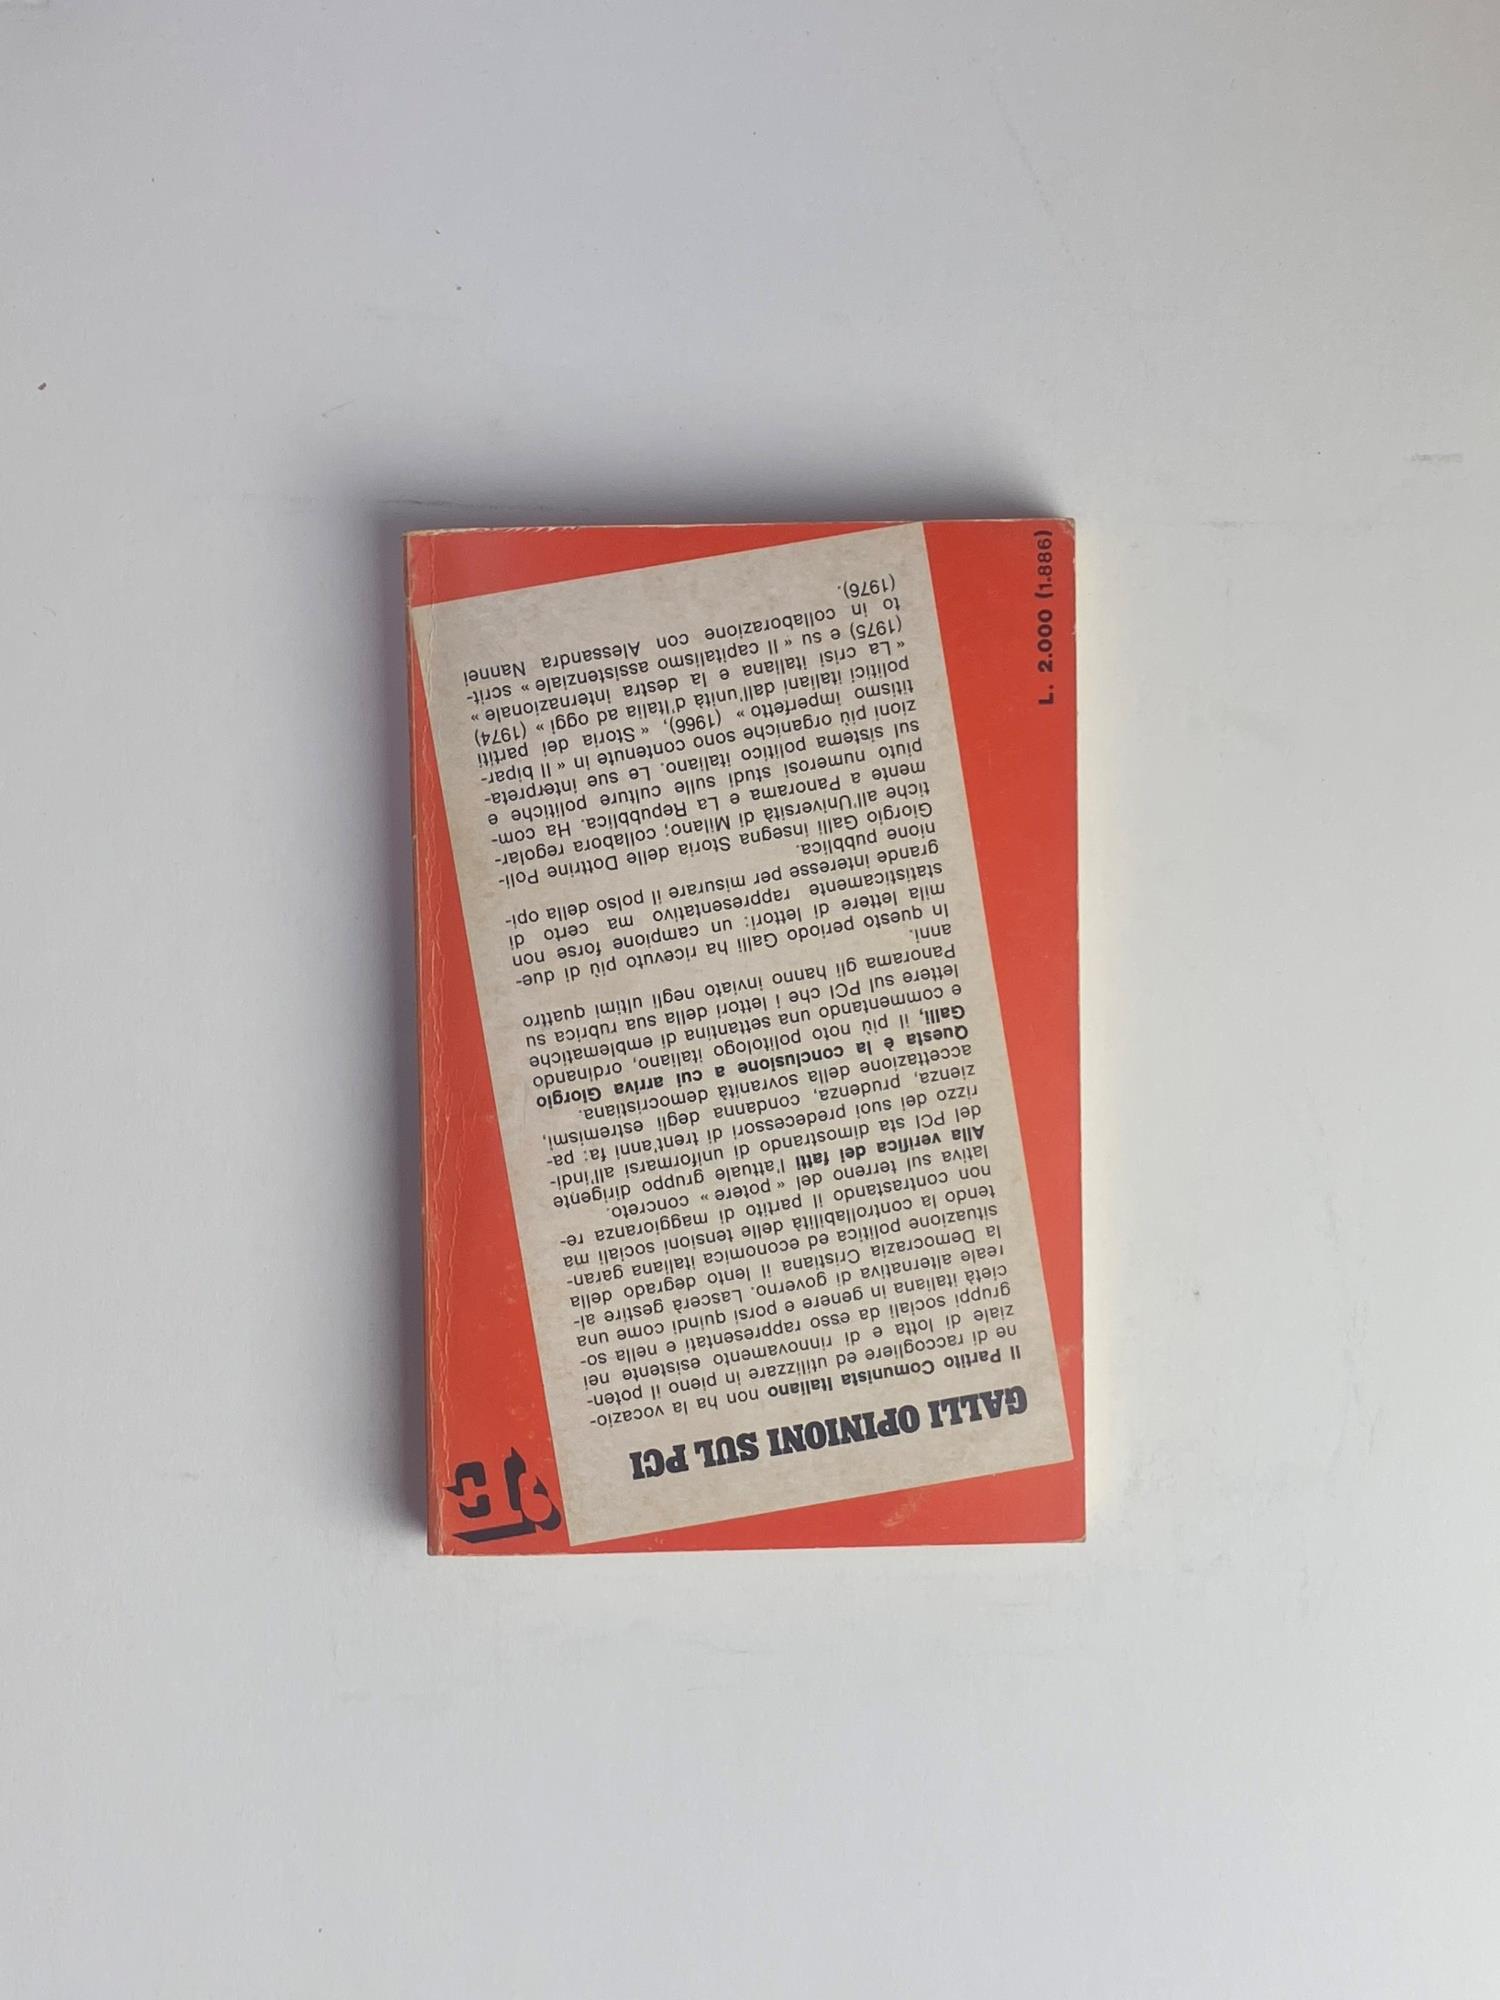 GALLI OPINIONI SUL PCI
Il Partito Comunista Italiano non ha la vocazio-
ne di raccogliere ed utilizzare in pieno il poten-
ziale di lotta e di rinnovamento esistente nei
gruppi sociali da esso rappresentati e nella so-
cietà italiana in genere e porsi quindi come una
reale alternativa di governo. Lascerà gestire al-
la Democrazia Cristiana il lento degrado della
situazione politica ed economica italiana garan-
tendo la controllabilità delle tensioni sociali ma
non contrastando il partito di maggioranza re-
lativa sul terreno del « potere » concreto.
Alla verifica dei fatti l'attuale gruppo dirigente
del PCI sta dimostrando di uniformarsi all'indi-
rizzo dei suoi predecessori di trent'anni fa: pa-
zienza, prudenza, condanna degli estremismi,
accettazione della sovranità democristiana.
Questa è la conclusione a cui arriva Giorgio
Galli, il più noto politologo italiano, ordinando
e commentando una settantina di emblematiche
lettere sul PCI che i lettori della sua rubrica su
Panorama gli hanno inviato negli ultimi quattro
anni.
In questo periodo Galli ha ricevuto più di due-
mila lettere di lettori: un campione forse non
statisticamente rappresentativo ma certo di
grande interesse per misurare il polso della opi-
nione pubblica.
Giorgio Galli insegna Storia delle Dottrine Poli-
tiche all'Università di Milano; collabora regolar-
mente a Panorama e La Repubblica. Ha com-
piuto numerosi studi sulle culture politiche e
sul sistema politico italiano. Le sue interpreta-
zioni più organiche sono contenute in « Il bipar-
titismo imperfetto » (1966), « Storia dei partiti
politici italiani dall'unità d'Italia ad oggi » (1974)
« La crisi italiana e la destra internazionale »
(1975) e su « Il capitalismo assistenziale » scrit-
to in collaborazione con Alessandra Nannei
(1976).
L. 2.000 (1.886)